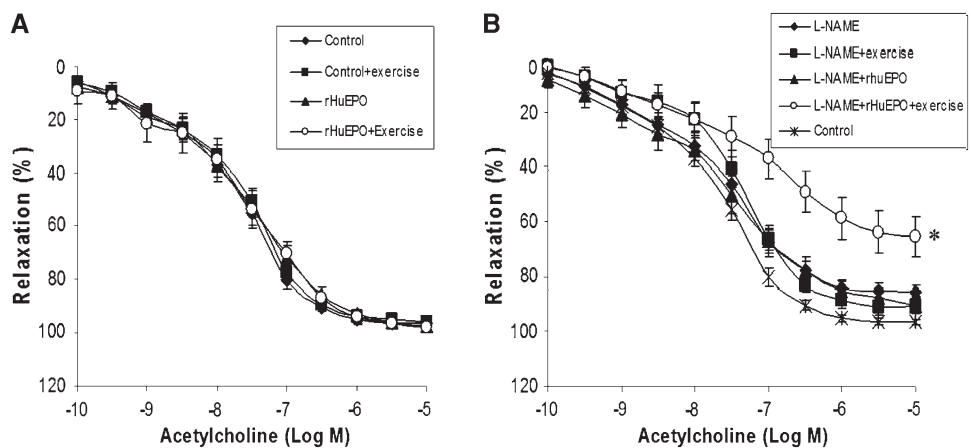 A
Control
Control+exercise
rHuEPO
rHuEPO+Exercise
0
20
40
60
80
100
120
Relaxation (%)
-10
-9
-8
-7
-6
-5
Acetylcholine (Log M)
B
L-NAME
L-NAME+exercise
L-NAME+rhuEPO
L-NAME+rHuEPO+exercise
Control
0
20
40
60
80
100
120
Relaxation (%)
*
-10
-9
-8
-7
-6
-5
Acetylcholine (Log M)